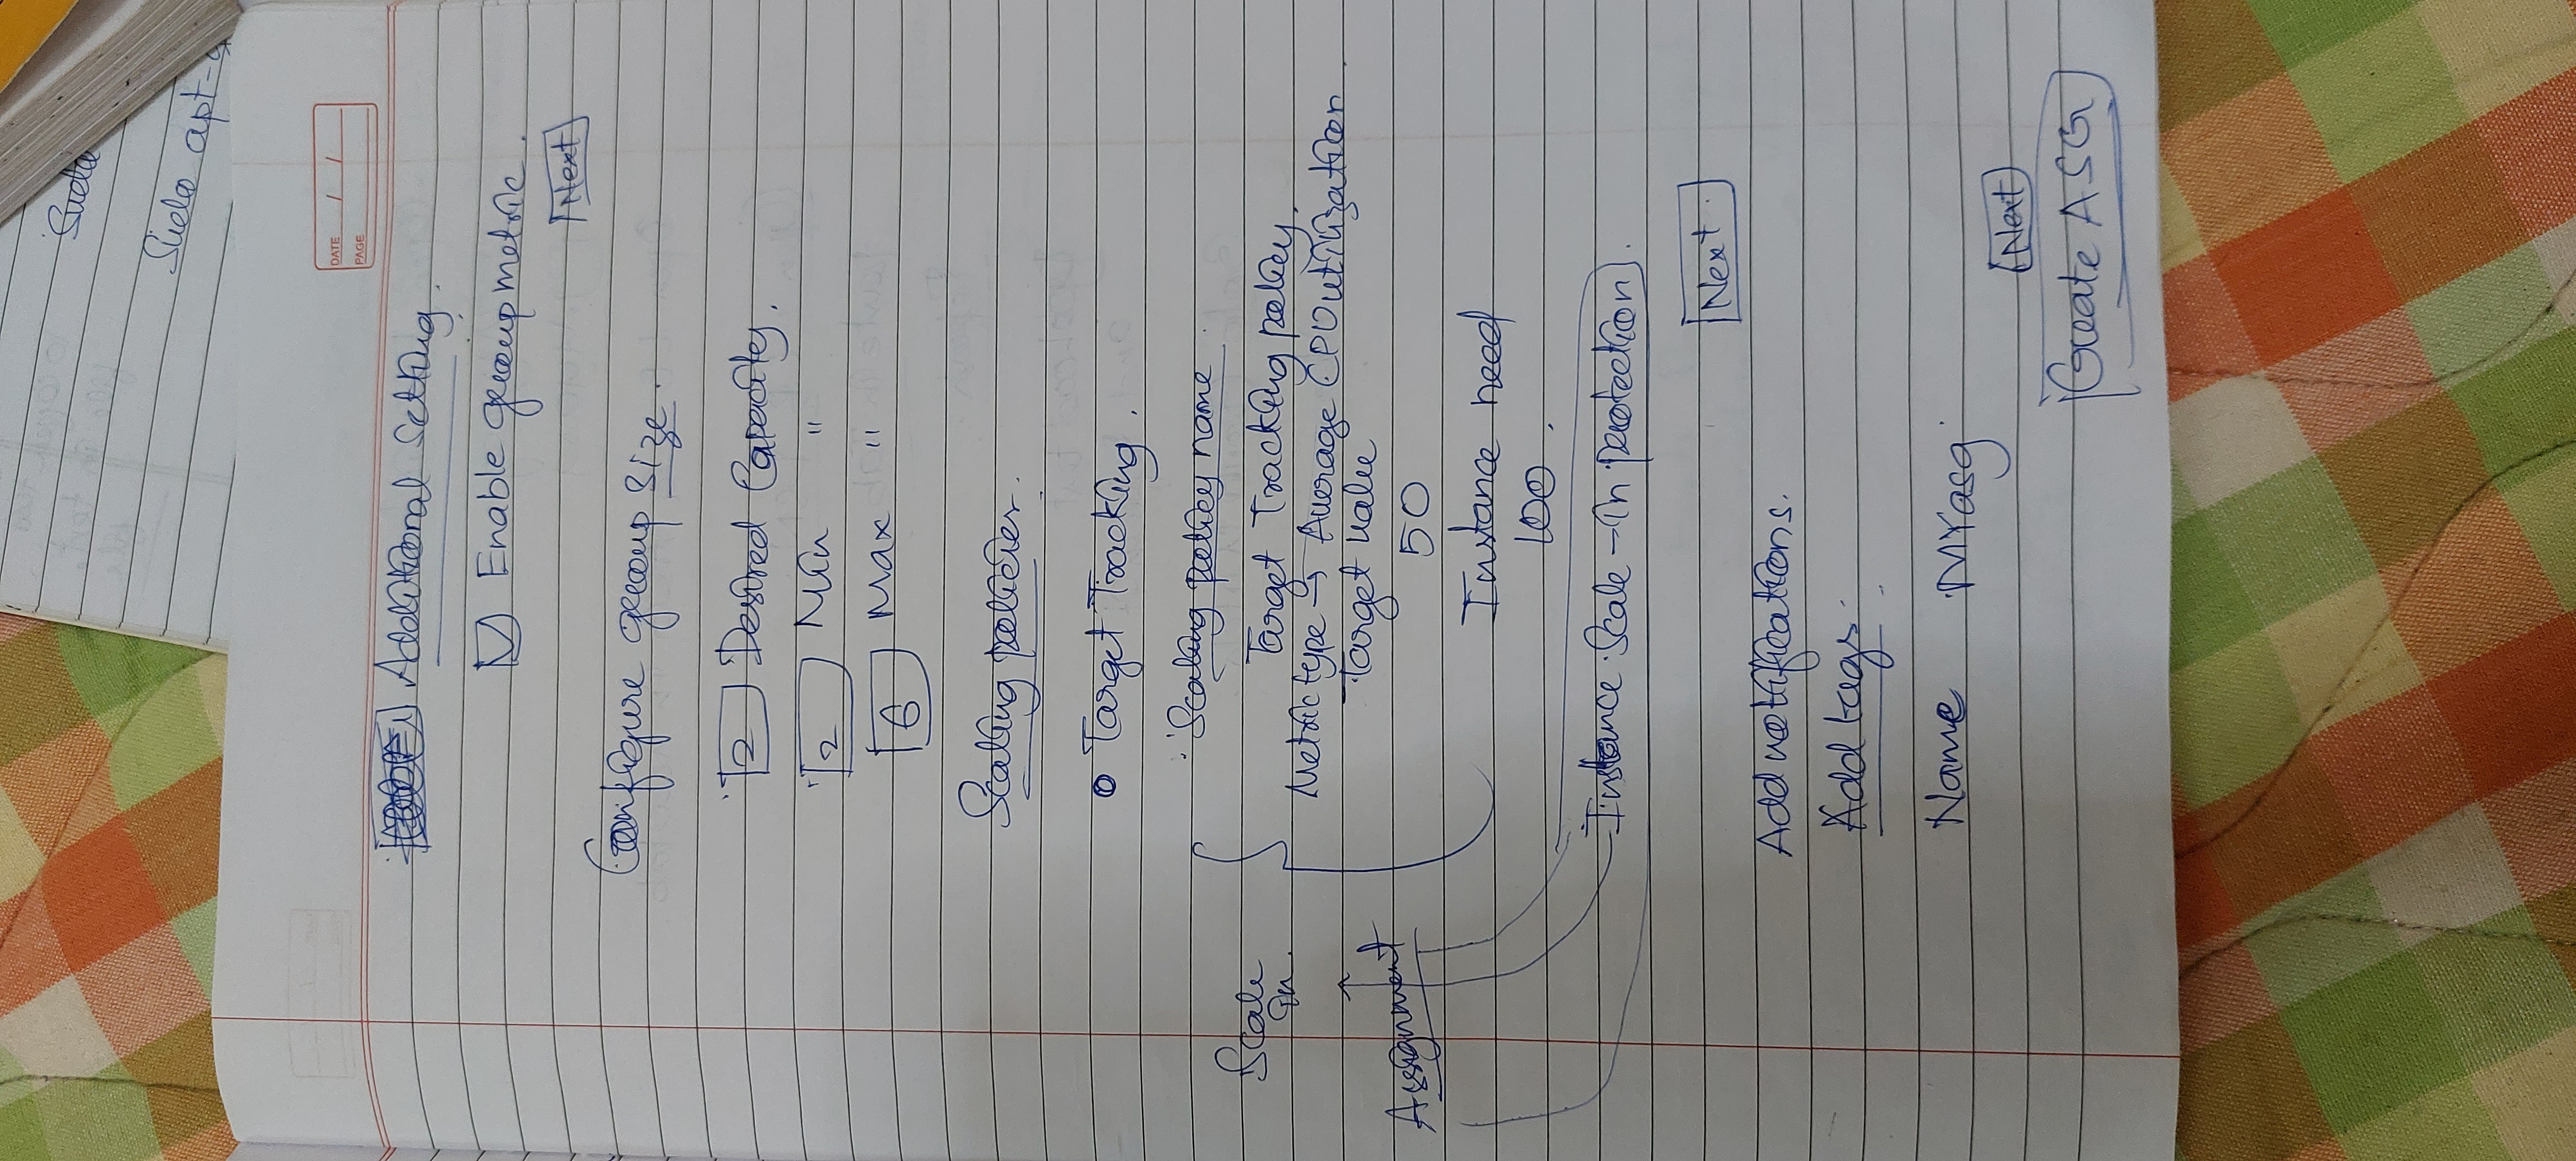 Sudo
Sudo apt-g
DATE / /
PAGE
Additional Setting.
Enable group metric.
Next
Configure group size.
2 Desired Capacity.
2 Min "
6 Max "
Scaling policies.
Target Tracking.
Scaling policy name
Scale
in.
Target Tracking policy.
Metric type → Average CPU utilization
Target value
Assignment
50
Instance need
100.
Instance Scale-in protection.
Next.
Add notifications.
Add tags.
Name MYasg
Next
Create ASG